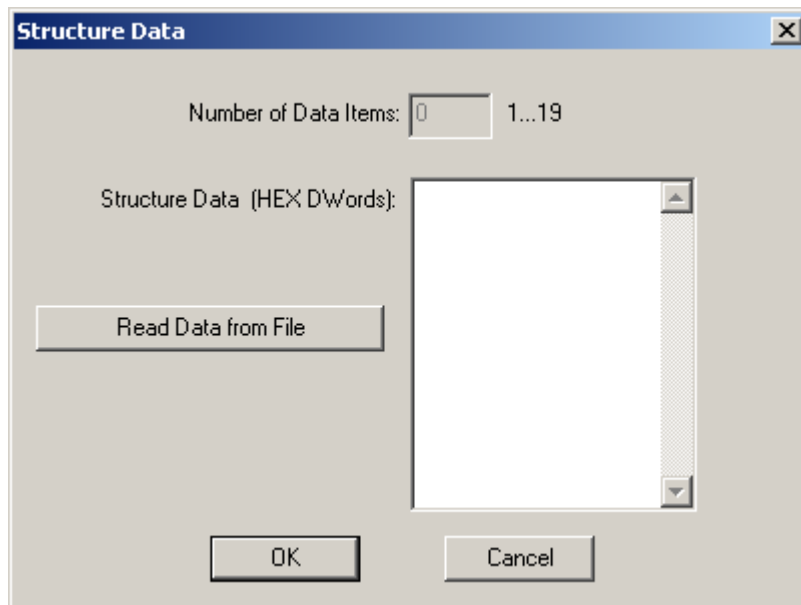 Structure Data
Number of Data Items: 0 1...19
Structure Data (HEX DWords):
Read Data from File
OK Cancel